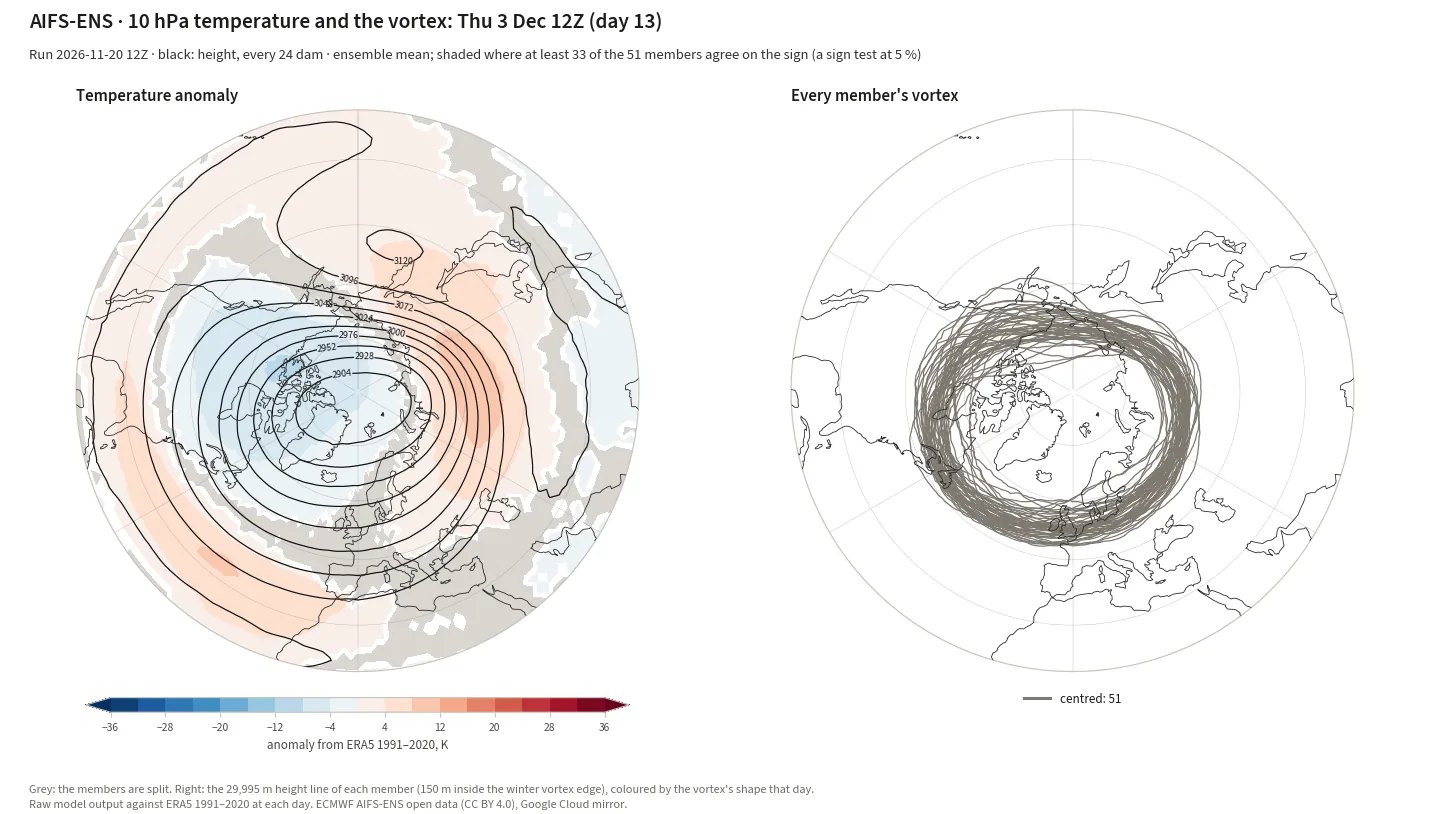 AIFS-ENS · 10 hPa temperature and the vortex: Thu 3 Dec 12Z (day 13)
Run 2026-11-20 12Z · black: height, every 24 dam · ensemble mean; shaded where at least 33 of the 51 members agree on the sign (a sign test at 5 %)
Temperature anomaly
Every member's vortex
3120
3096
3072
3048
3024
3000
2976
2952
2928
2904
centred: 51
−36 −28 −20 −12 −4 4 12 20 28 36
anomaly from ERA5 1991–2020, K
Grey: the members are split. Right: the 29,995 m height line of each member (150 m inside the winter vortex edge), coloured by the vortex's shape that day.
Raw model output against ERA5 1991–2020 at each day. ECMWF AIFS-ENS open data (CC BY 4.0), Google Cloud mirror.